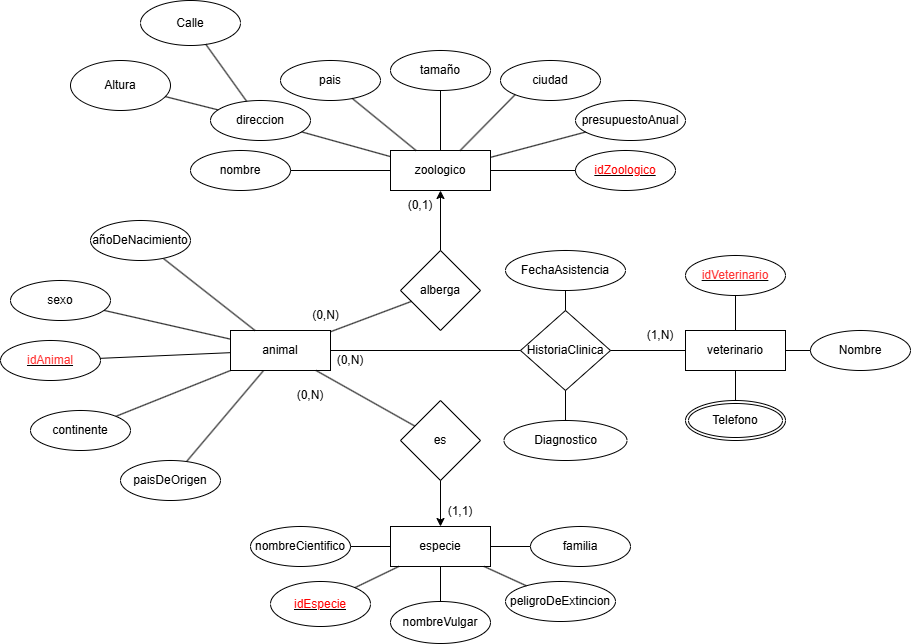 Calle
Altura
pais
tamaño
ciudad
direccion
presupuestoAnual
nombre
zoologico
idZoologico
(0,1)
añoDeNacimiento
alberga
FechaAsistencia
idVeterinario
sexo
(0,N)
(1,N)
idAnimal
animal
(0,N)
HistoriaClinica
veterinario
Nombre
(0,N)
continente
es
Diagnostico
Telefono
paisDeOrigen
(1,1)
nombreCientifico
especie
familia
idEspecie
nombreVulgar
peligroDeExtincion